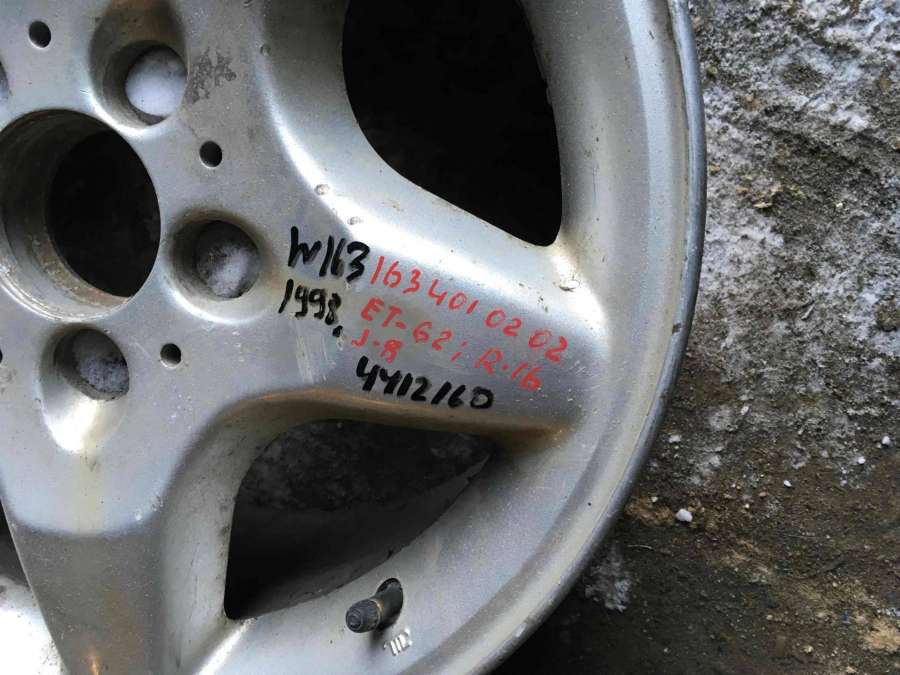 W163 163 401 02 02
1998. ET-62; R.16
J.8
4412160